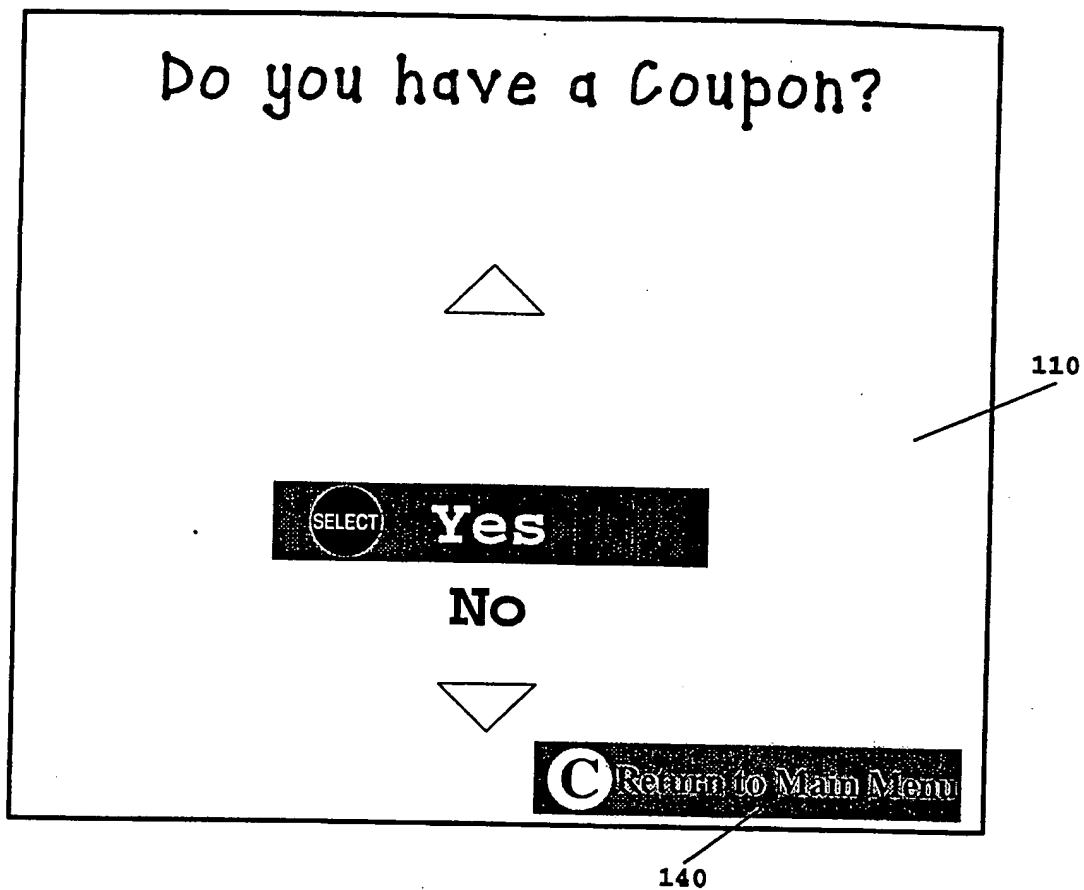 Do you have a Coupon?
110
SELECT Yes
No
C Return to Main Menu
140